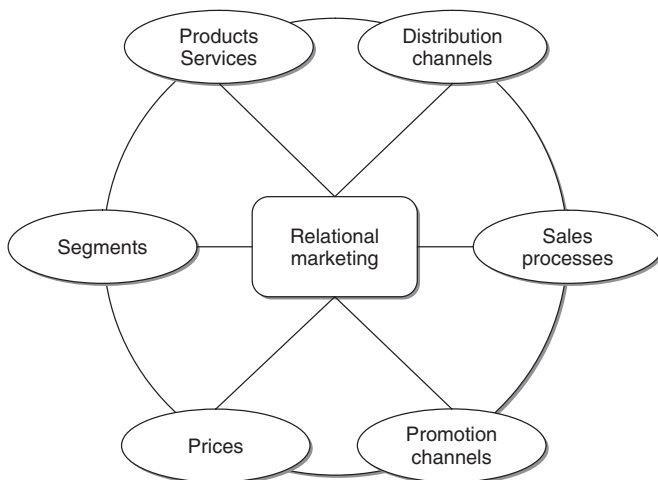 Products
Services
Distribution
channels
Segments
Relational
marketing
Sales
processes
Prices
Promotion
channels